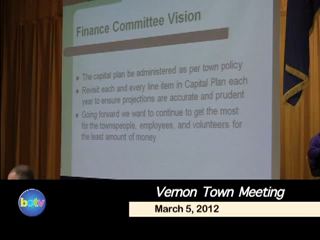 Finance Committee Vision
The capital plan be administered as per town policy
Revisit each and every line item in Capital Plan each
year to ensure projections are accurate and prudent
Going forward we want to continue to get the most
for the townspeople, employees, and volunteers for
the least amount of money
bctv
Vernon Town Meeting
March 5, 2012